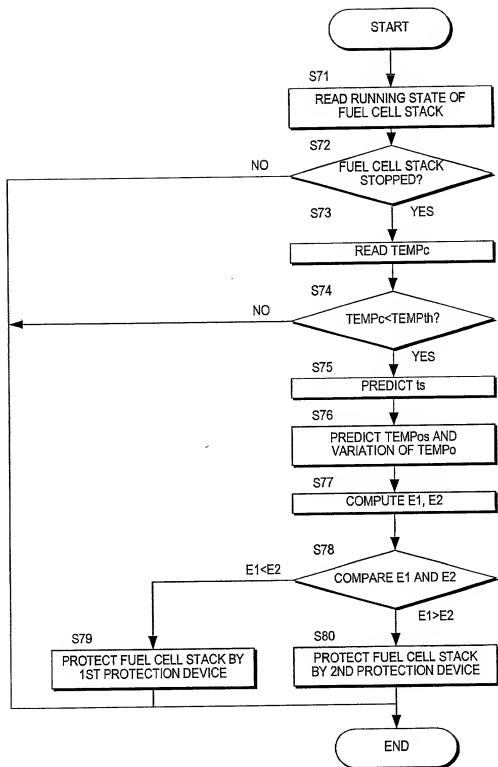 START
S71
READ RUNNING STATE OF
FUEL CELL STACK
S72
FUEL CELL STACK
STOPPED?
NO
YES
S73
READ TEMPc
S74
TEMPc<TEMPth?
NO
YES
S75
PREDICT ts
S76
PREDICT TEMPos AND
VARIATION OF TEMPo
S77
COMPUTE E1, E2
S78
COMPARE E1 AND E2
E1<E2
E1>E2
S79
PROTECT FUEL CELL STACK BY
1ST PROTECTION DEVICE
S80
PROTECT FUEL CELL STACK
BY 2ND PROTECTION DEVICE
END